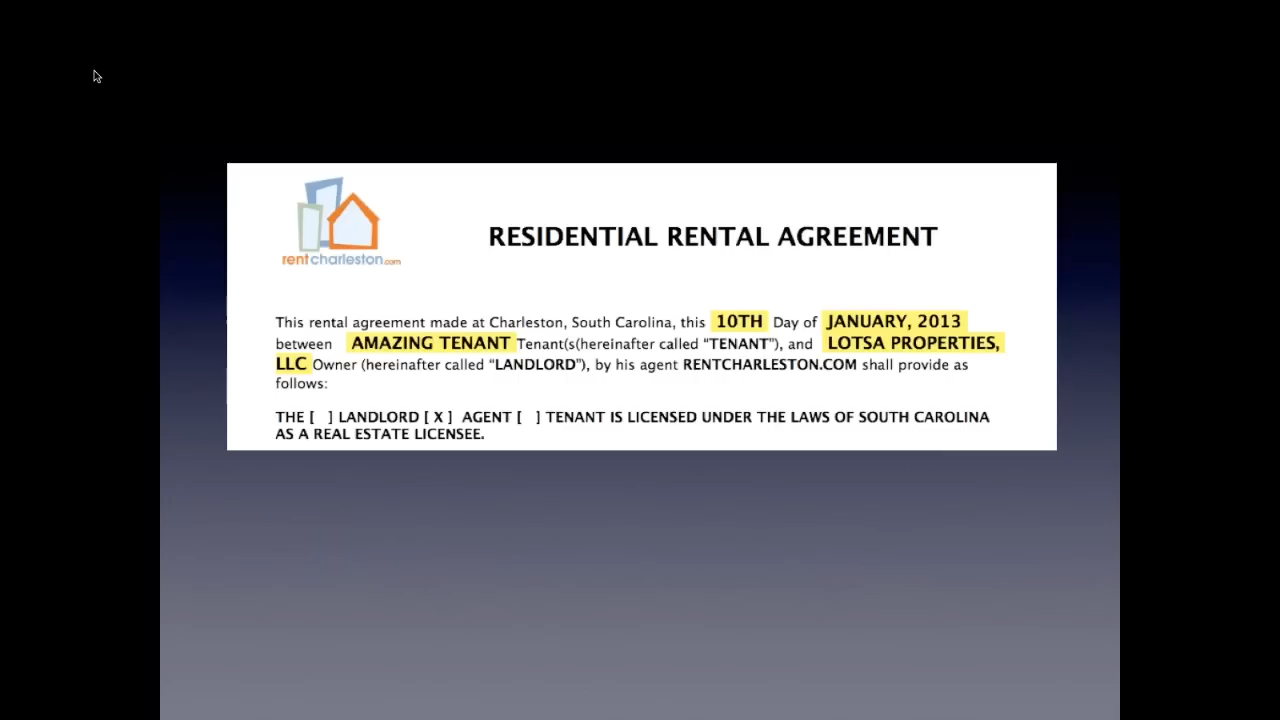 rentcharleston.com
RESIDENTIAL RENTAL AGREEMENT
This rental agreement made at Charleston, South Carolina, this 10TH Day of JANUARY, 2013
between AMAZING TENANT Tenant(s(hereinafter called “TENANT”), and LOTSA PROPERTIES,
LLC Owner (hereinafter called “LANDLORD”), by his agent RENTCHARLESTON.COM shall provide as
follows:
THE [ ] LANDLORD [ X ] AGENT [ ] TENANT IS LICENSED UNDER THE LAWS OF SOUTH CAROLINA
AS A REAL ESTATE LICENSEE.